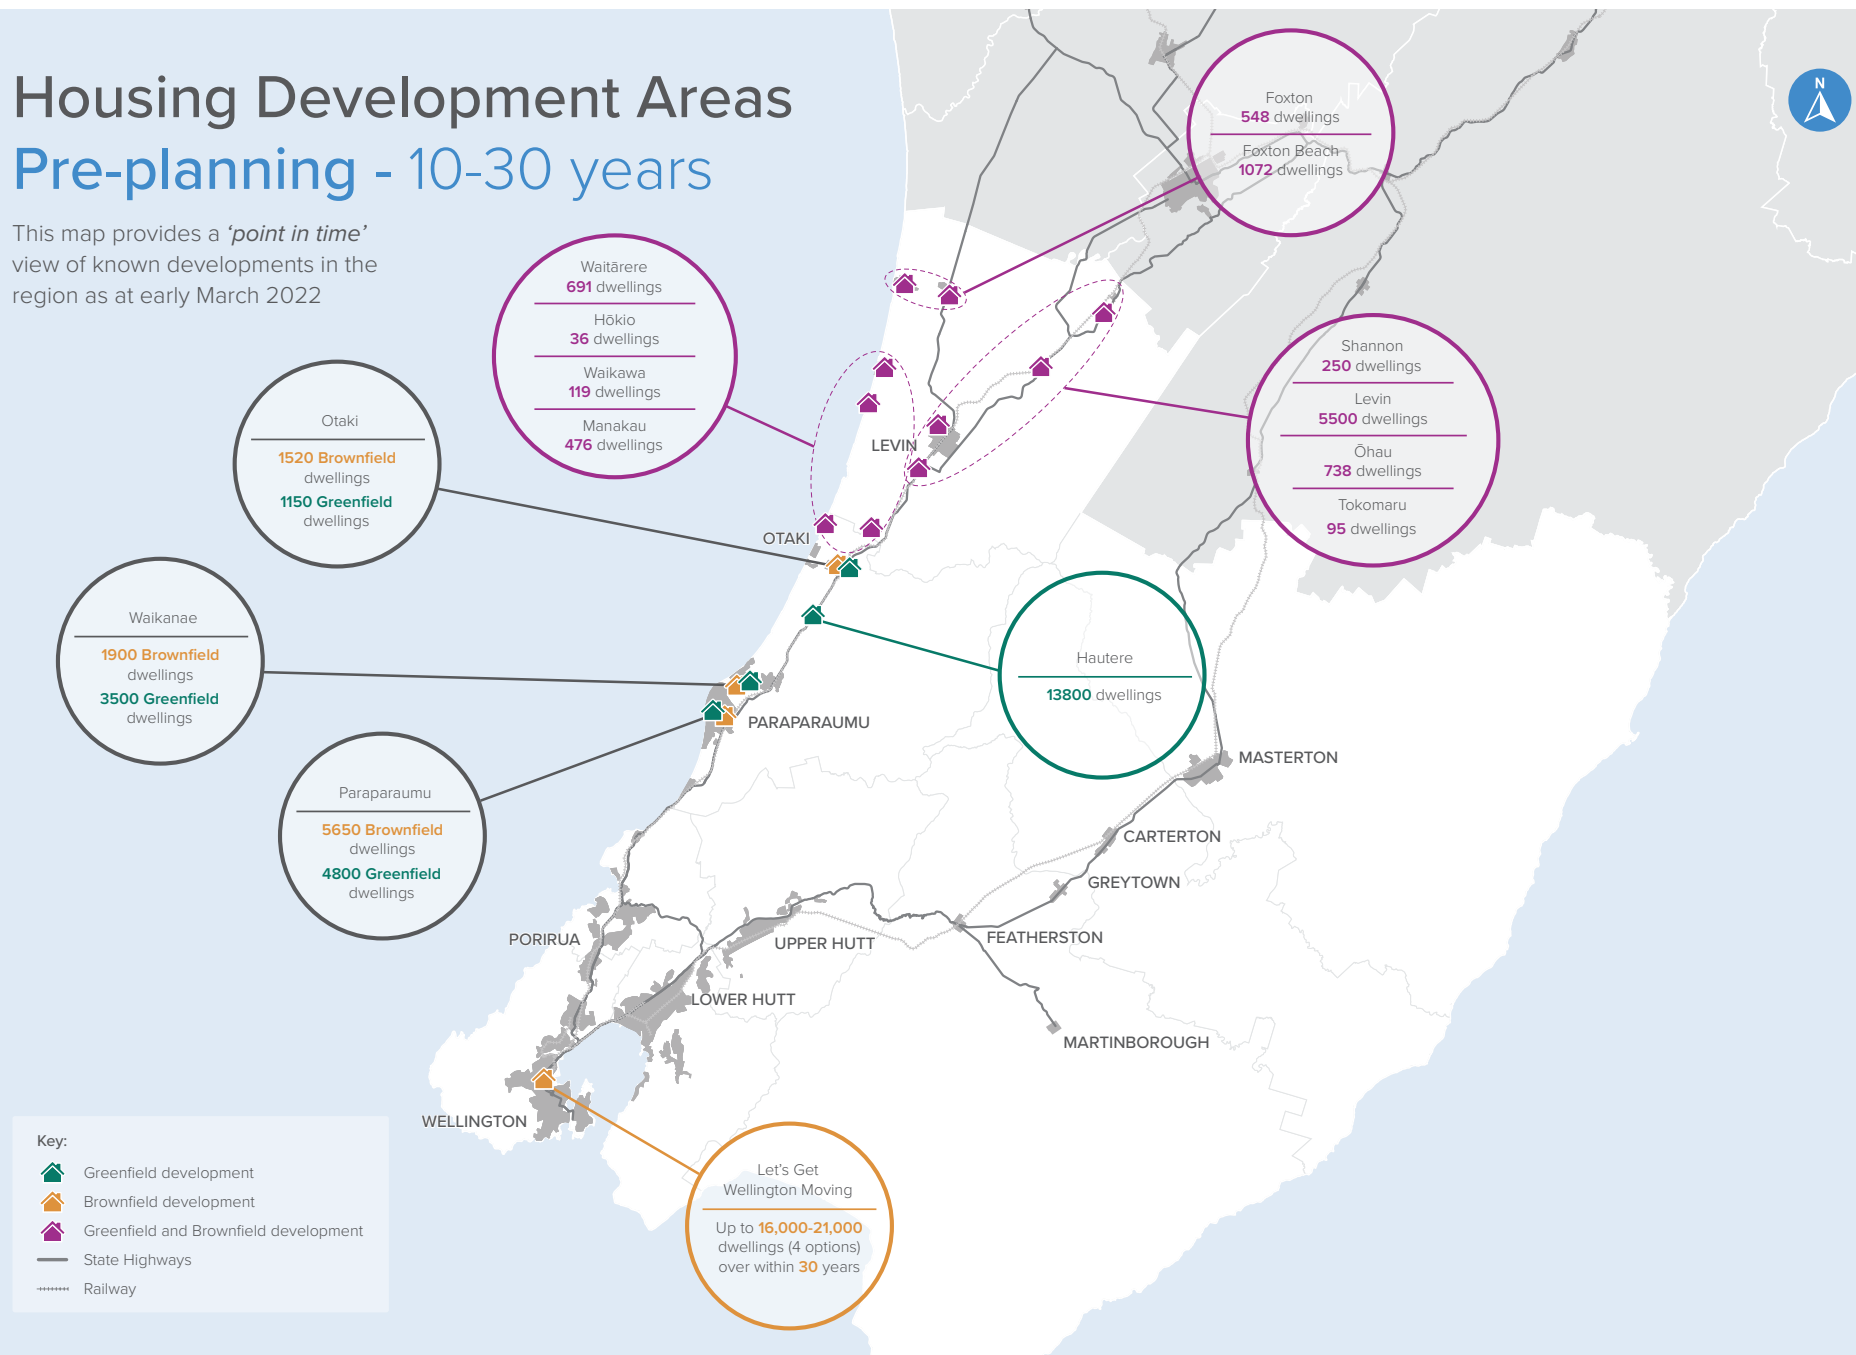 Housing Development Areas
Pre-planning - 10-30 years
This map provides a ‘point in time’
view of known developments in the
region as at early March 2022
N
Foxton
548 dwellings
Foxton Beach
1072 dwellings
Waitārere
691 dwellings
Hōkio
36 dwellings
Waikawa
119 dwellings
Manakau
476 dwellings
Shannon
250 dwellings
Levin
5500 dwellings
Ōhau
738 dwellings
Tokomaru
95 dwellings
Otaki
1520 Brownfield
dwellings
1150 Greenfield
dwellings
LEVIN
OTAKI
Waikanae
1900 Brownfield
dwellings
3500 Greenfield
dwellings
Hautere
13800 dwellings
PARAPARAUMU
MASTERTON
Paraparaumu
5650 Brownfield
dwellings
4800 Greenfield
dwellings
CARTERTON
GREYTOWN
PORIRUA
UPPER HUTT
FEATHERSTON
LOWER HUTT
MARTINBOROUGH
WELLINGTON
Let’s Get
Wellington Moving
Up to 16,000-21,000
dwellings (4 options)
over within 30 years
Key:
Greenfield development
Brownfield development
Greenfield and Brownfield development
State Highways
Railway